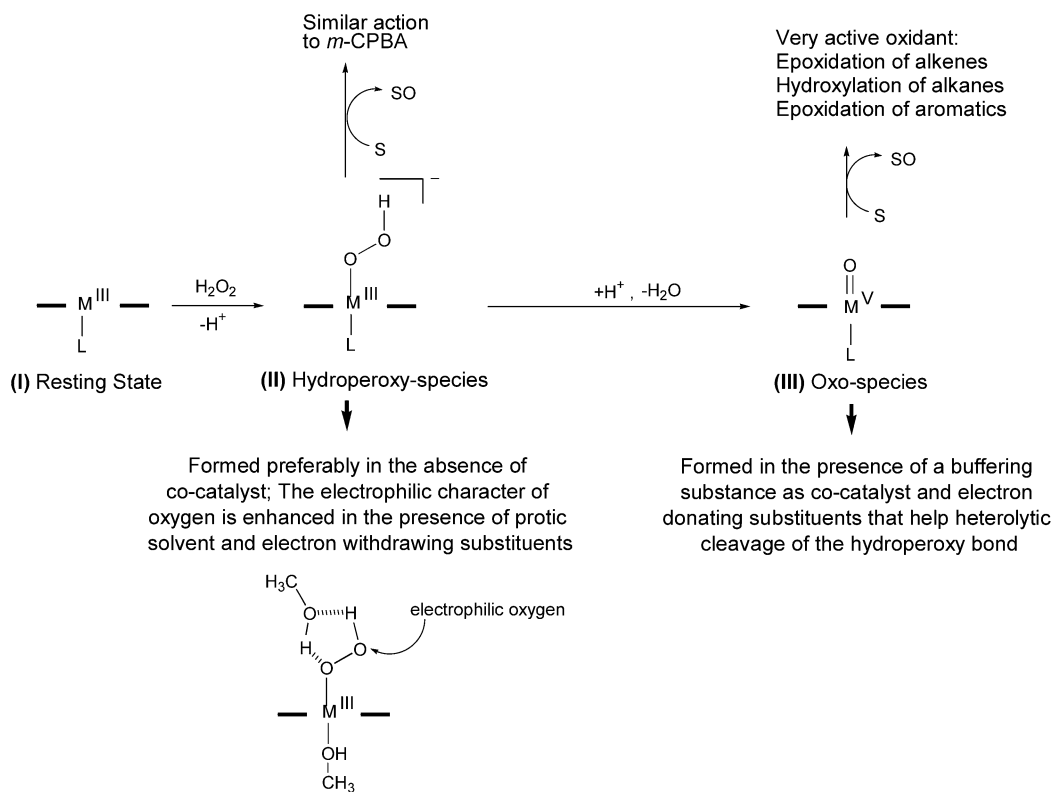 Similar action
to m-CPBA
SO
S
Very active oxidant:
Epoxidation of alkenes
Hydroxylation of alkanes
Epoxidation of aromatics
SO
S
H
O
O
M III
L
–
H2O2
-H+
M III
L
+H+ , -H2O
O
M V
L
(I) Resting State
(II) Hydroperoxy-species
(III) Oxo-species
Formed preferably in the absence of
co-catalyst; The electrophilic character of
oxygen is enhanced in the presence of protic
solvent and electron withdrawing substituents
Formed in the presence of a buffering
substance as co-catalyst and electron
donating substituents that help heterolytic
cleavage of the hydroperoxy bond
H3C
O H
H O
O
electrophilic oxygen
M III
OH
CH3